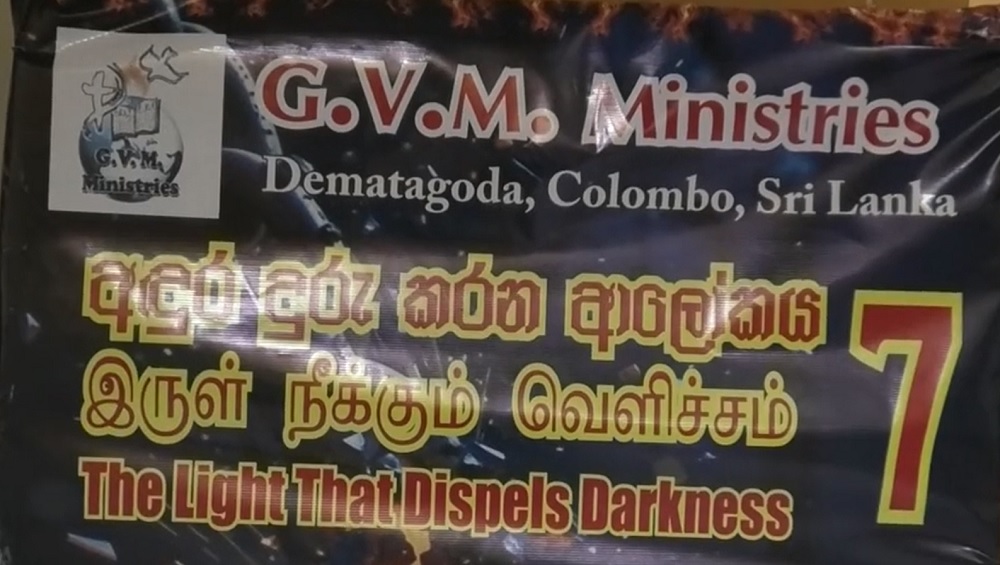 G.V.M.
Ministries
G.V.M. Ministries
Dematagoda, Colombo, Sri Lanka
අඳුර දුරු කරන ආලෝකය
இருள் நீக்கும் வெளிச்சம்
The Light That Dispels Darkness
7